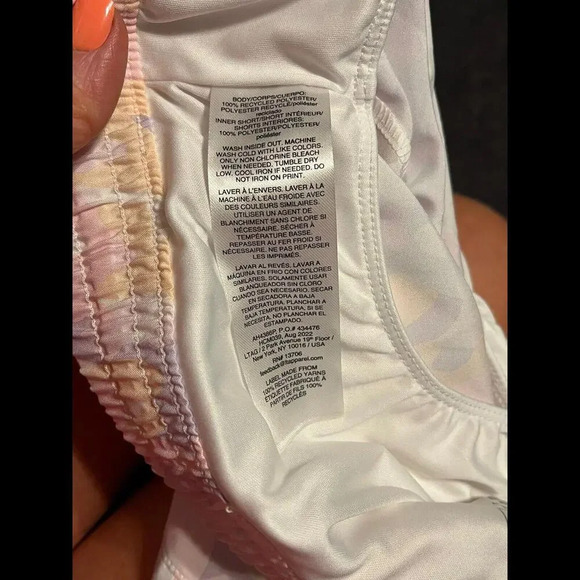 BODY/CORPS/CUERPO:
100% RECYCLED POLYESTER/
POLYESTER RECYCLÉ/poliéster
reciclado
INNER SHORT/SHORT INTÉRIEUR/
SHORTS INTERIORES:
100% POLYESTER/POLYESTER/
poliéster
WASH INSIDE OUT. MACHINE
WASH COLD WITH LIKE COLORS.
ONLY NON CHLORINE BLEACH
WHEN NEEDED. TUMBLE DRY
LOW, COOL IRON IF NEEDED. DO
NOT IRON ON PRINT.
LAVER À L'ENVERS. LAVER À LA
MACHINE À L'EAU FROIDE AVEC
DES COULEURS SIMILAIRES.
UTILISER UN AGENT DE
BLANCHIMENT SANS CHLORE SI
NÉCESSAIRE. SÉCHER À
TEMPÉRATURE BASSE.
REPASSER AU FER FROID SI
NÉCESSAIRE. NE PAS REPASSER
LES IMPRIMÉS.
LAVAR AL REVÉS. LAVAR A
MÁQUINA EN FRIO CON COLORES
SIMILARES. SOLAMENTE USAR
BLANQUEADOR SIN CLORO
CUANDO SEA NECESARIO. SECAR
EN SECADORA A BAJA
TEMPERATURA. PLANCHAR A
BAJA TEMPERATURA, SI SE
NECESITA. NO PLANCHAR EL
ESTAMPADO.
AH4386P, P.O.# 434476
HCM039, Aug 2022
LTAG / 2 Park Avenue 19th Floor /
New York, NY 10016 / USA
RN# 13706
feedback@ltapparel.com
LABEL MADE FROM
100% RECYCLED YARNS
ÉTIQUETTE FABRIQUÉ À
PARTIR DE FILS 100%
RECYCLÉS